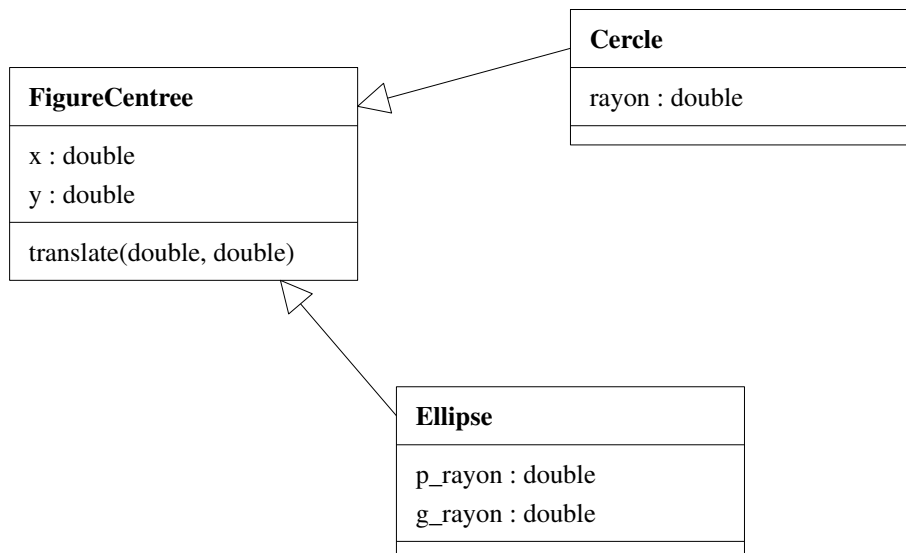 FigureCentree
x : double
y : double
translate(double, double)
Cercle
rayon : double
Ellipse
p_rayon : double
g_rayon : double